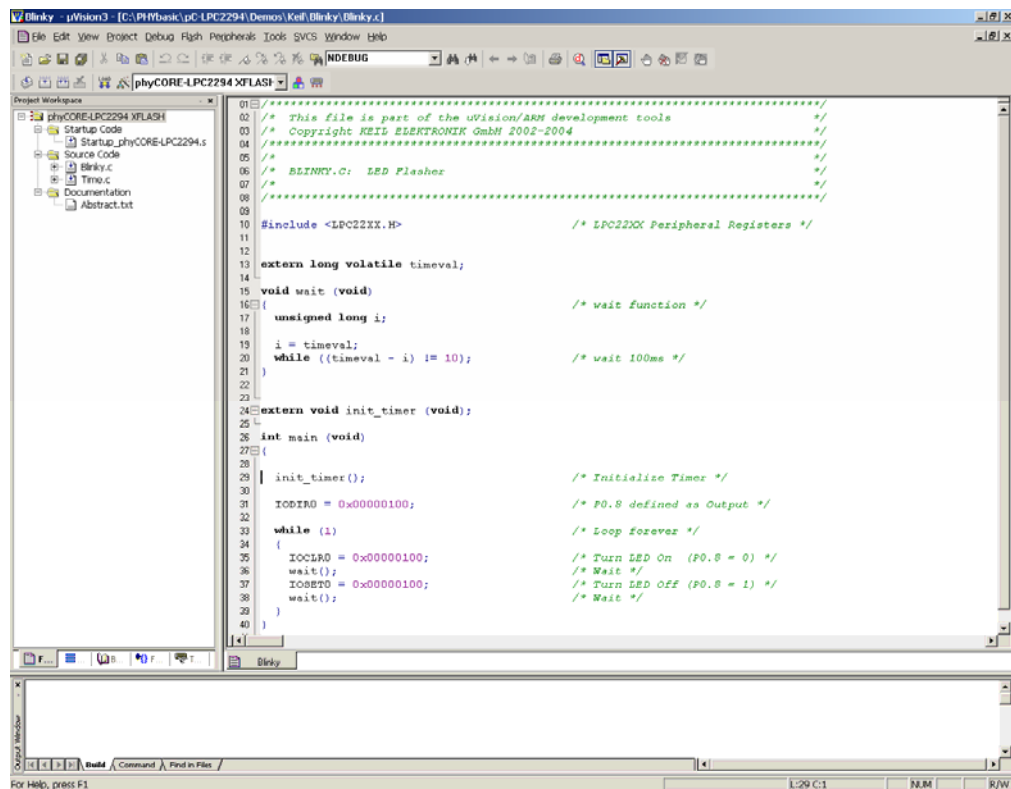 Blinky - µVision3 - [C:\PHYbasic\pC-LPC2294\Demos\Keil\Blinky\Blinky.c]
File Edit View Project Debug Flash Peripherals Tools SVCS Window Help
NDEBUG
phyCORE-LPC2294 XFLASH
Project Workspace
phyCORE-LPC2294 XFLASH
Startup Code
Startup_phyCORE-LPC2294.s
Source Code
Blinky.c
Time.c
Documentation
Abstract.txt
01 /****************************************************************************/
02 /* This file is part of the uVision/ARM development tools */
03 /* Copyright KEIL ELEKTRONIK GmbH 2002-2004 */
04 /****************************************************************************/
05 /* */
06 /* BLINKY.C: LED Flasher */
07 /* */
08 /****************************************************************************/
09
10 #include <LPC22XX.H> /* LPC22XX Peripheral Registers */
11
12
13 extern long volatile timeval;
14
15 void wait (void)
16 { /* wait function */
17 unsigned long i;
18
19 i = timeval;
20 while ((timeval - i) != 10); /* wait 100ms */
21 }
22
23
24 extern void init_timer (void);
25
26 int main (void)
27 {
28
29 init_timer(); /* Initialize Timer */
30
31 IODIR0 = 0x00000100; /* P0.8 defined as Output */
32
33 while (1) /* Loop forever */
34 {
35 IOCLR0 = 0x00000100; /* Turn LED On (P0.8 = 0) */
36 wait(); /* Wait */
37 IOSET0 = 0x00000100; /* Turn LED Off (P0.8 = 1) */
38 wait(); /* Wait */
39 }
40 }
F... B... F... T...
Blinky
Output Window
Build Command Find in Files
For Help, press F1 L:29 C:1 NUM R/W